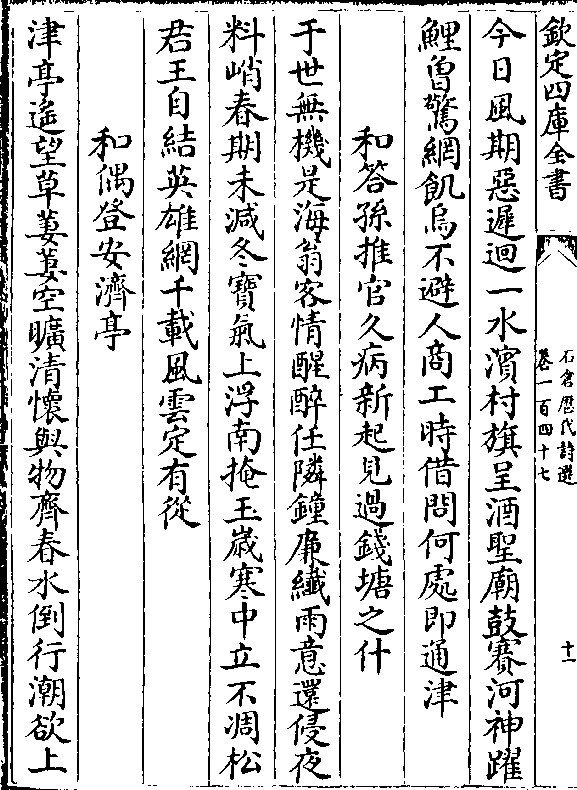 欽定四庫全書
石倉歷代詩選
卷一百四十七
十一
今日風期惡遲迴一水濱村旗呈酒聖廟鼓賽河神躍
鯉曾驚網飢烏不避人商工時借問何處即通津
和答孫推官久病新起見過錢塘之什
于世無機是海翁客情醒醉任隣鐘廉纖雨意還侵夜
料峭春期未減冬寶氣上浮南掩玉嵗寒中立不凋松
君王自結英雄網千載風雲定有從
和偶登安濟亭
津亭遙望草萋萋空曠清懷與物齊春水倒行潮欲上